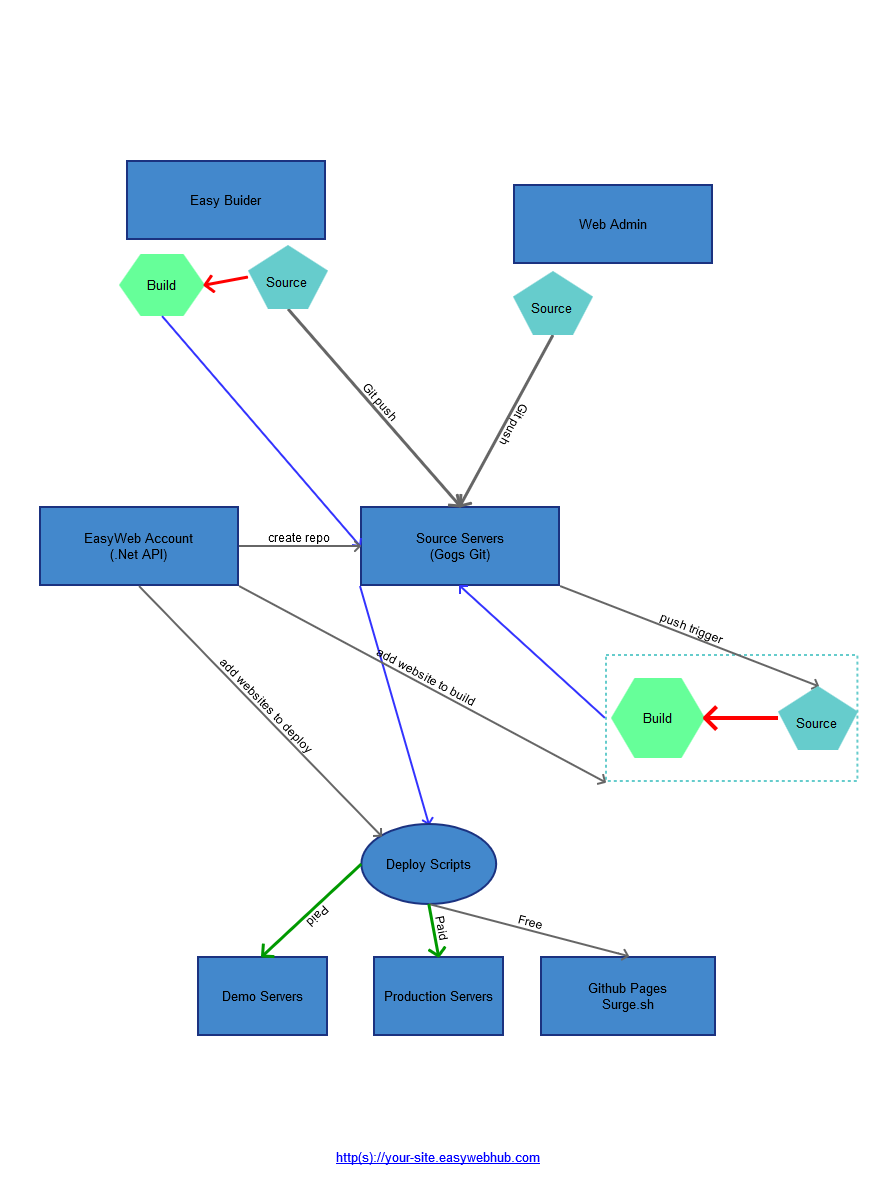 Easy Buider
Web Admin
Build
Source
Source
Git push
Git push
EasyWeb Account
(.Net API)
create repo
Source Servers
(Gogs Git)
push trigger
add website to build
add websites to deploy
Build
Source
Deploy Scripts
Paid
Paid
Free
Demo Servers
Production Servers
Github Pages
Surge.sh
http(s)://your-site.easywebhub.com